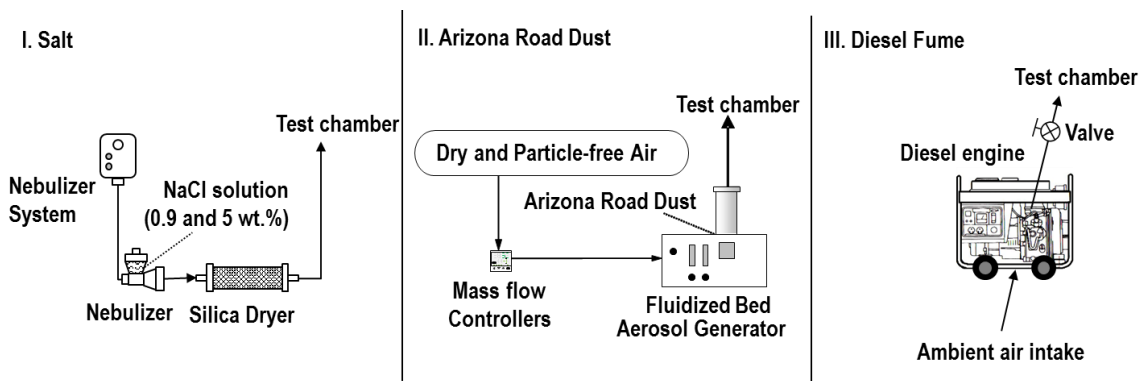 I. Salt
Test chamber
Nebulizer
System
NaCl solution
(0.9 and 5 wt.%)
Nebulizer
Silica Dryer
II. Arizona Road Dust
Test chamber
Dry and Particle-free Air
Arizona Road Dust
Mass flow
Controllers
Fluidized Bed
Aerosol Generator
III. Diesel Fume
Test chamber
Valve
Diesel engine
Ambient air intake